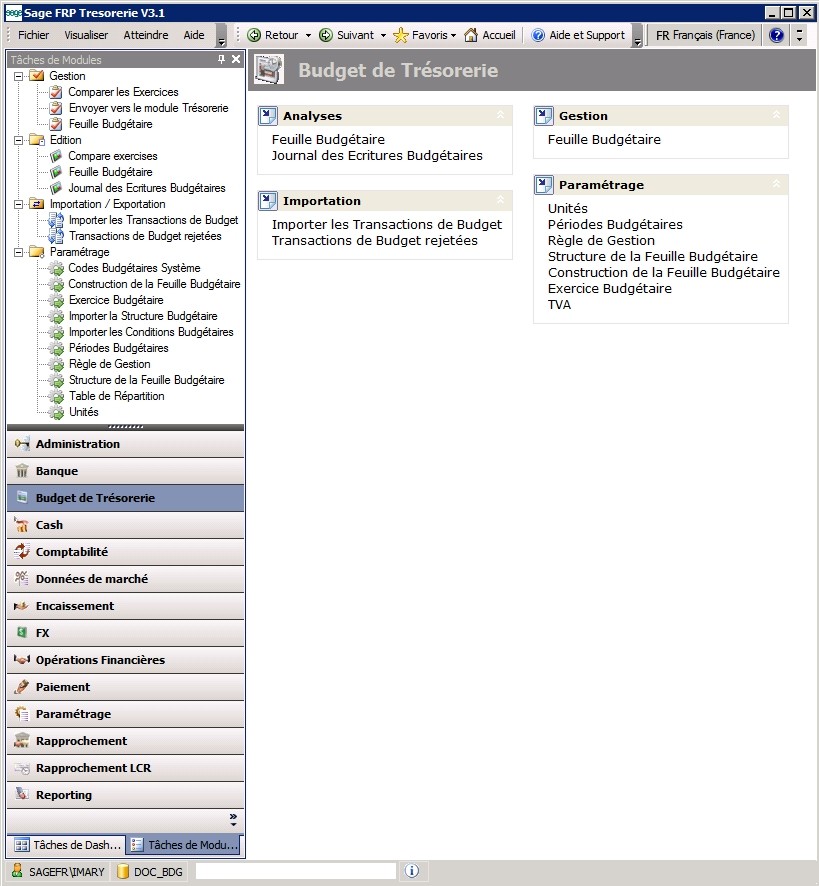 sage Sage FRP Tresorerie V3.1
Fichier Visualiser Atteindre Aide Retour Suivant Favoris Accueil Aide et Support FR Français (France)
Tâches de Modules
Gestion
Comparer les Exercices
Envoyer vers le module Trésorerie
Feuille Budgétaire
Edition
Compare exercises
Feuille Budgétaire
Journal des Ecritures Budgétaires
Importation / Exportation
Importer les Transactions de Budget
Transactions de Budget rejetées
Paramétrage
Codes Budgétaires Système
Construction de la Feuille Budgétaire
Exercice Budgétaire
Importer la Structure Budgétaire
Importer les Conditions Budgétaires
Périodes Budgétaires
Règle de Gestion
Structure de la Feuille Budgétaire
Table de Répartition
Unités
Administration
Banque
Budget de Trésorerie
Cash
Comptabilité
Données de marché
Encaissement
FX
Opérations Financières
Paiement
Paramétrage
Rapprochement
Rapprochement LCR
Reporting
Tâches de Dash... Tâches de Modu...
Budget de Trésorerie
Analyses
Feuille Budgétaire
Journal des Ecritures Budgétaires
Importation
Importer les Transactions de Budget
Transactions de Budget rejetées
Gestion
Feuille Budgétaire
Paramétrage
Unités
Périodes Budgétaires
Règle de Gestion
Structure de la Feuille Budgétaire
Construction de la Feuille Budgétaire
Exercice Budgétaire
TVA
SAGEFR\IMARY DOC_BDG